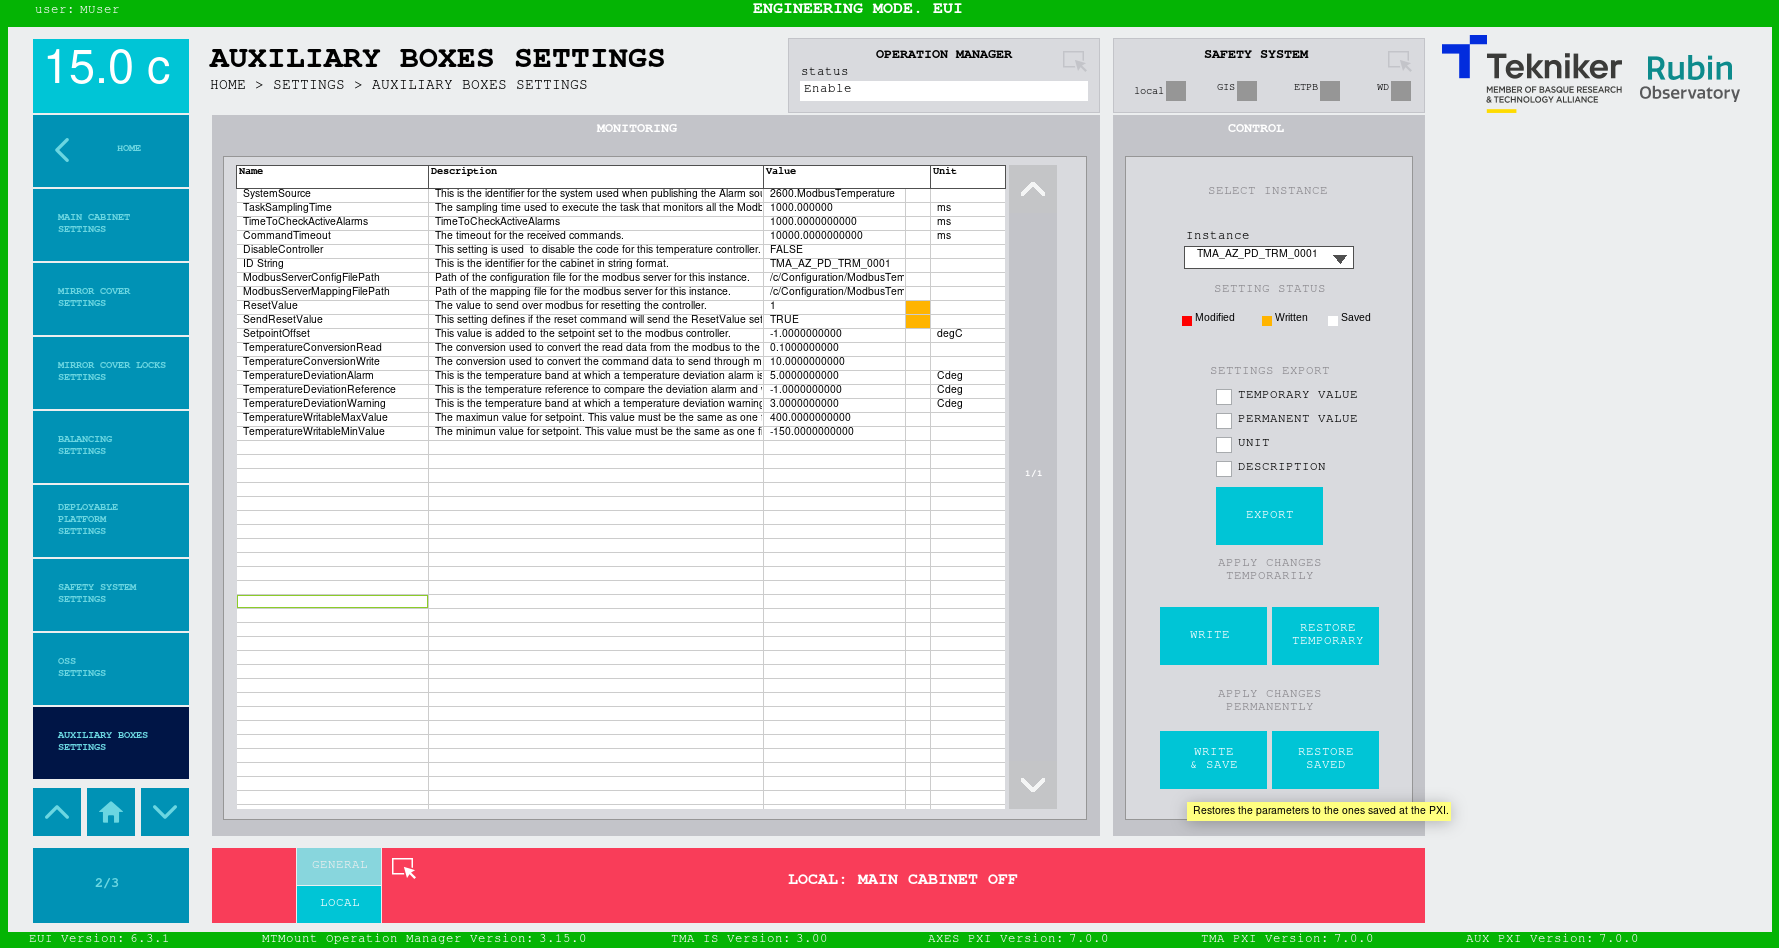 user: MUser
ENGINEERING MODE. EUI
15.0 c
AUXILIARY BOXES SETTINGS
HOME > SETTINGS > AUXILIARY BOXES SETTINGS
OPERATION MANAGER
status
Enable
SAFETY SYSTEM
local GIS ETPB WD
Tekniker
MEMBER OF BASQUE RESEARCH
& TECHNOLOGY ALLIANCE
Rubin
Observatory
HOME
MAIN CABINET
SETTINGS
MIRROR COVER
SETTINGS
MIRROR COVER LOCKS
SETTINGS
BALANCING
SETTINGS
DEPLOYABLE
PLATFORM
SETTINGS
SAFETY SYSTEM
SETTINGS
OSS
SETTINGS
AUXILIARY BOXES
SETTINGS
2/3
MONITORING
Name Description Value Unit
SystemSource This is the identifier for the system used when publishing the Alarm sou 2600.ModbusTemperature
TaskSamplingTime The sampling time used to execute the task that monitors all the Modb 1000.000000 ms
TimeToCheckActiveAlarms TimeToCheckActiveAlarms 1000.0000000000 ms
CommandTimeout The timeout for the received commands. 10000.0000000000 ms
DisableController This setting is used  to disable the code for this temperature controller. FALSE
ID String This is the identifier for the cabinet in string format. TMA_AZ_PD_TRM_0001
ModbusServerConfigFilePath Path of the configuration file for the modbus server for this instance. /c/Configuration/ModbusTem
ModbusServerMappingFilePath Path of the mapping file for the modbus server for this instance. /c/Configuration/ModbusTem
ResetValue The value to send over modbus for resetting the controller. 1
SendResetValue This setting defines if the reset command will send the ResetValue set TRUE
SetpointOffset This value is added to the setpoint set to the modbus controller. -1.0000000000 degC
TemperatureConversionRead The conversion used to convert the read data from the modbus to the 0.1000000000
TemperatureConversionWrite The conversion used to convert the command data to send through m 10.0000000000
TemperatureDeviationAlarm This is the temperature band at which a temperature deviation alarm is 5.0000000000 Cdeg
TemperatureDeviationReference This is the temperature reference to compare the deviation alarm and -1.0000000000 Cdeg
TemperatureDeviationWarning This is the temperature band at which a temperature deviation warning 3.0000000000 Cdeg
TemperatureWritableMaxValue The maximun value for setpoint. This value must be the same as one 400.0000000000
TemperatureWritableMinValue The minimun value for setpoint. This value must be the same as one fi -150.0000000000
1/1
CONTROL
SELECT INSTANCE
Instance
TMA_AZ_PD_TRM_0001
SETTING STATUS
Modified Written Saved
SETTINGS EXPORT
TEMPORARY VALUE
PERMANENT VALUE
UNIT
DESCRIPTION
EXPORT
APPLY CHANGES
TEMPORARILY
WRITE
RESTORE
TEMPORARY
APPLY CHANGES
PERMANENTLY
WRITE
& SAVE
RESTORE
SAVED
Restores the parameters to the ones saved at the PXI.
GENERAL
LOCAL
LOCAL: MAIN CABINET OFF
EUI Version: 6.3.1 MTMount Operation Manager Version: 3.15.0 TMA IS Version: 3.00 AXES PXI Version: 7.0.0 TMA PXI Version: 7.0.0 AUX PXI Version: 7.0.0